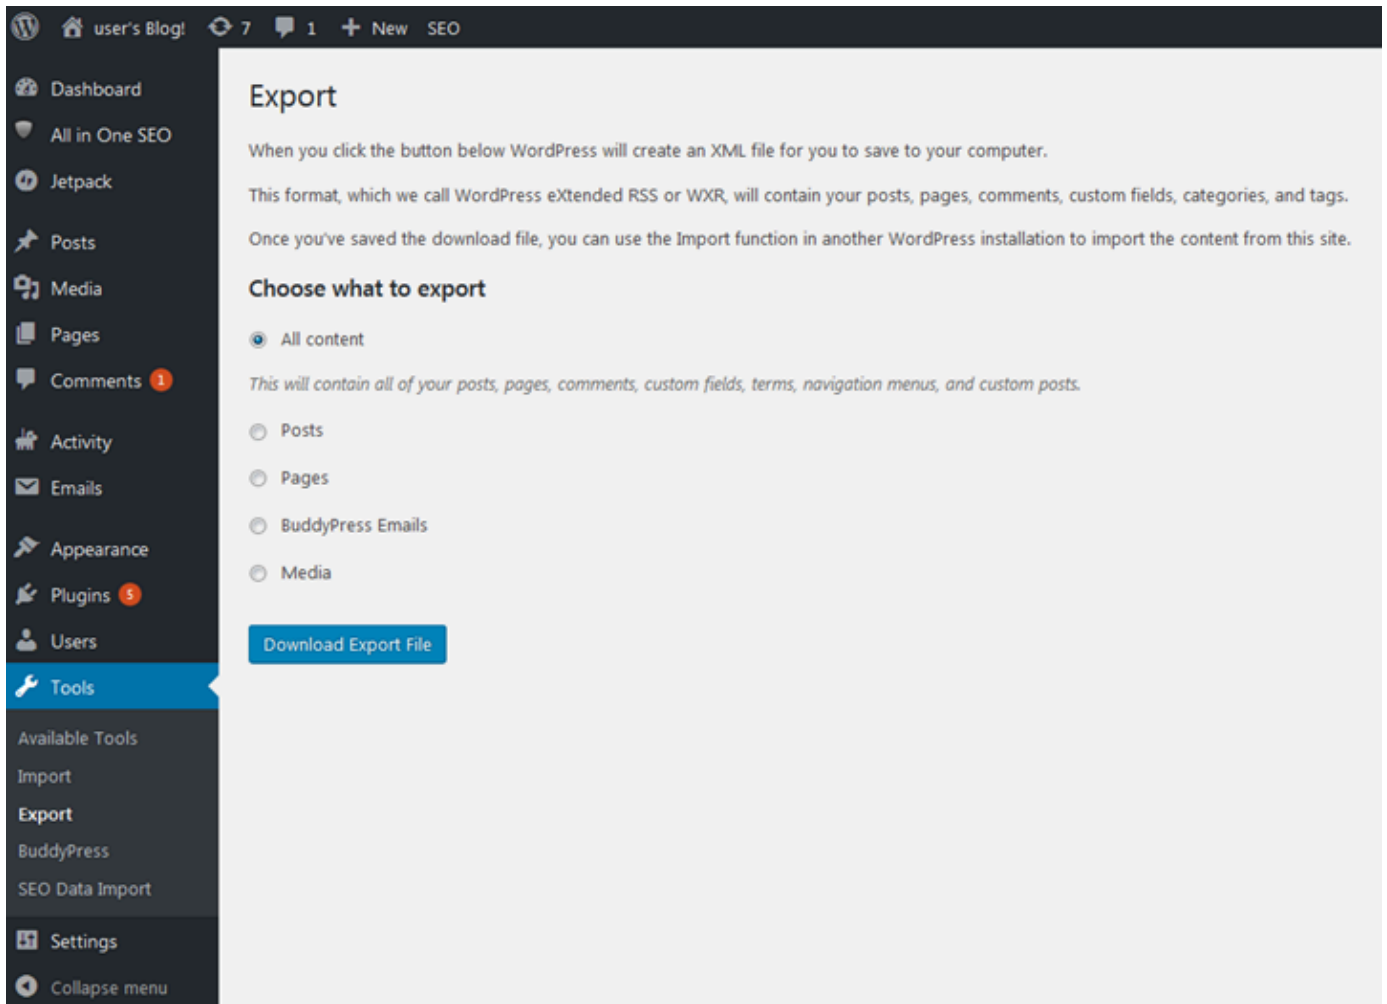 user's Blog! 7 1 New SEO
Dashboard
All in One SEO
Jetpack
Posts
Media
Pages
Comments 1
Activity
Emails
Appearance
Plugins 5
Users
Tools
Available Tools
Import
Export
BuddyPress
SEO Data Import
Settings
Collapse menu
Export
When you click the button below WordPress will create an XML file for you to save to your computer.
This format, which we call WordPress eXtended RSS or WXR, will contain your posts, pages, comments, custom fields, categories, and tags.
Once you've saved the download file, you can use the Import function in another WordPress installation to import the content from this site.
Choose what to export
All content
This will contain all of your posts, pages, comments, custom fields, terms, navigation menus, and custom posts.
Posts
Pages
BuddyPress Emails
Media
Download Export File